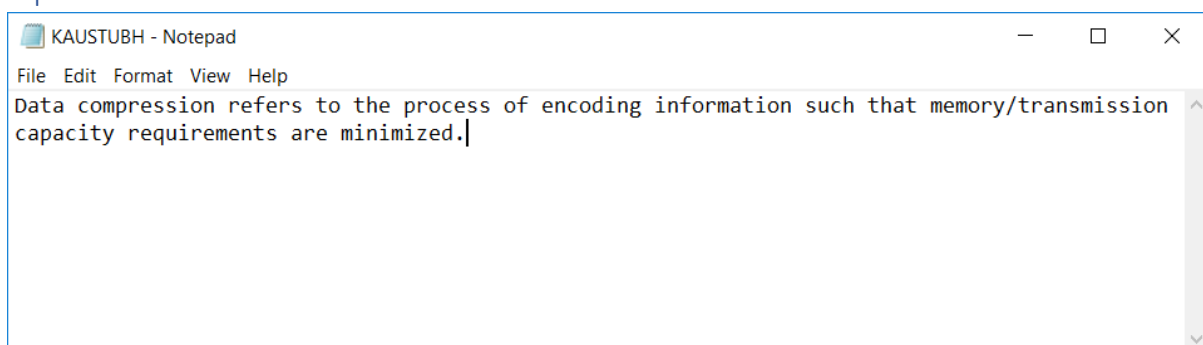 KAUSTUBH - Notepad
File Edit Format View Help
Data compression refers to the process of encoding information such that memory/transmission
capacity requirements are minimized.